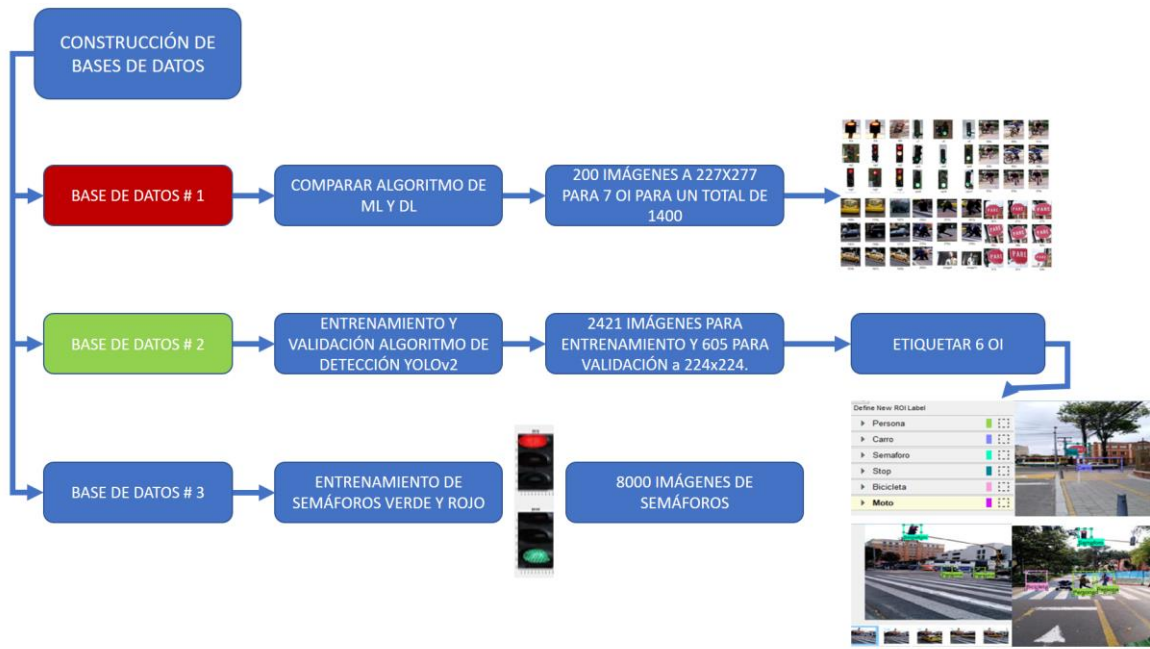 CONSTRUCCIÓN DE
BASES DE DATOS
BASE DE DATOS # 1
COMPARAR ALGORITMO DE
ML Y DL
200 IMÁGENES A 227X277
PARA 7 OI PARA UN TOTAL DE
1400
PARE
PARE
PARE
BASE DE DATOS # 2
ENTRENAMIENTO Y
VALIDACIÓN ALGORITMO DE
DETECCIÓN YOLOv2
2421 IMÁGENES PARA
ENTRENAMIENTO Y 605 PARA
VALIDACIÓN a 224x224.
ETIQUETAR 6 OI
Define New ROI Label
Persona
Carro
Semaforo
Stop
Bicicleta
Moto
BASE DE DATOS # 3
ENTRENAMIENTO DE
SEMÁFOROS VERDE Y ROJO
8000 IMÁGENES DE
SEMÁFOROS